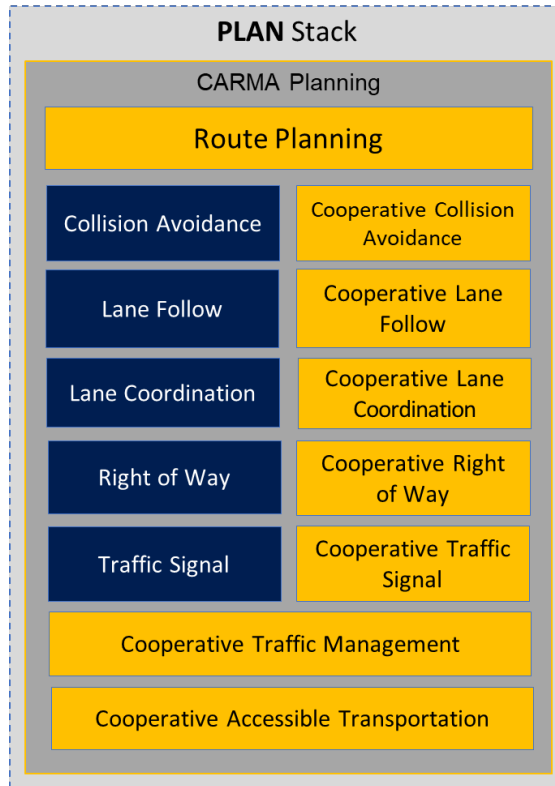 PLAN Stack
CARMA Planning
Route Planning
Collision Avoidance
Cooperative Collision
Avoidance
Lane Follow
Cooperative Lane
Follow
Lane Coordination
Cooperative Lane
Coordination
Right of Way
Cooperative Right
of Way
Traffic Signal
Cooperative Traffic
Signal
Cooperative Traffic Management
Cooperative Accessible Transportation